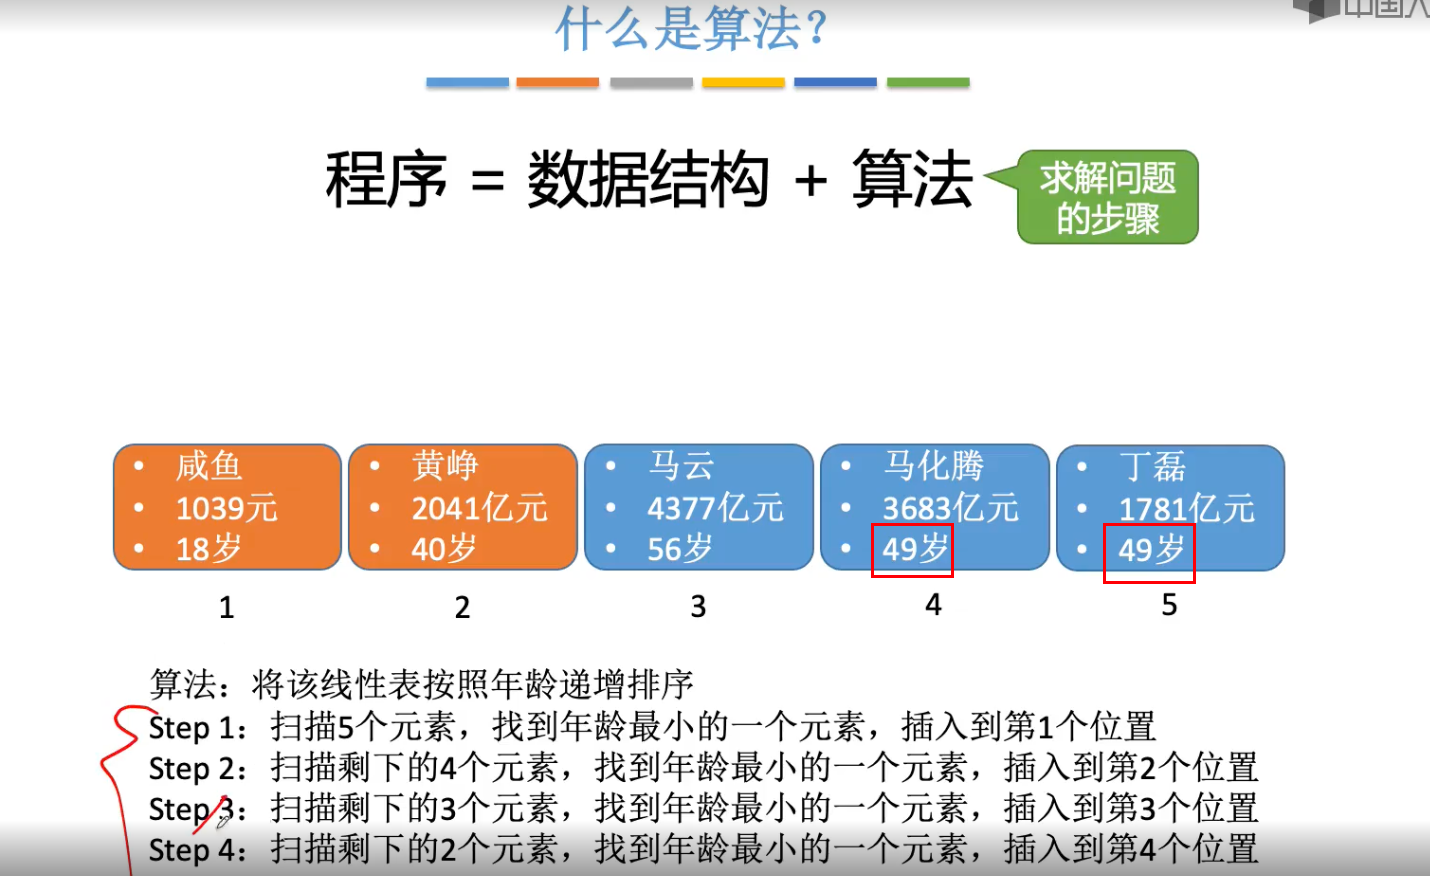 什么是算法？
程序 = 数据结构 + 算法
求解问题
的步骤
• 咸鱼
• 1039元
• 18岁
1
• 黄峥
• 2041亿元
• 40岁
2
• 马云
• 4377亿元
• 56岁
3
• 马化腾
• 3683亿元
• 49岁
4
• 丁磊
• 1781亿元
• 49岁
5
算法：将该线性表按照年龄递增排序
Step 1：扫描5个元素，找到年龄最小的一个元素，插入到第1个位置
Step 2：扫描剩下的4个元素，找到年龄最小的一个元素，插入到第2个位置
Step 3：扫描剩下的3个元素，找到年龄最小的一个元素，插入到第3个位置
Step 4：扫描剩下的2个元素，找到年龄最小的一个元素，插入到第4个位置